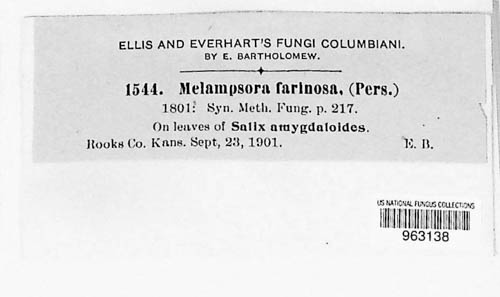 ELLIS AND EVERHART'S FUNGI COLUMBIANI.
BY E. BARTHOLOMEW.
1544. Melampsora farinosa, (Pers.)
1801: Syn. Meth. Fung. p. 217.
On leaves of Salix amygdaloides.
Rooks Co. Kans. Sept, 23, 1901. E. B.
US NATIONAL FUNGUS COLLECTIONS
963138